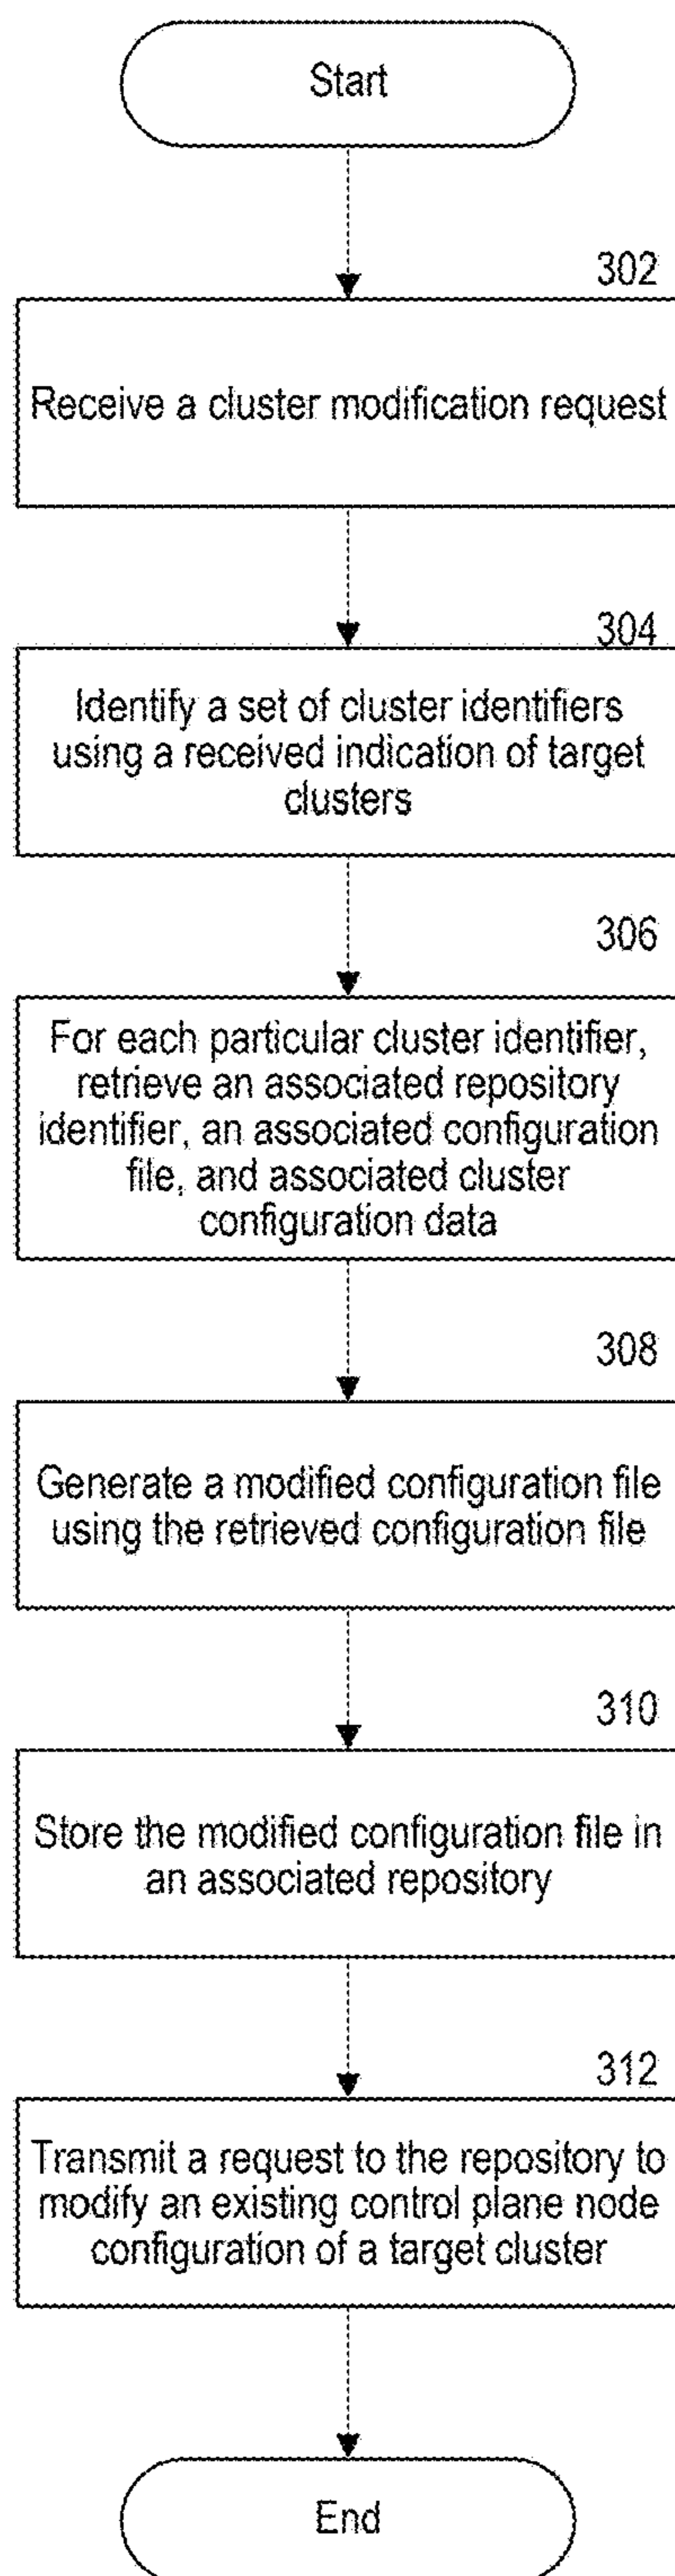 Start
302
Receive a cluster modification request
304
Identify a set of cluster identifiers
using a received indication of target
clusters
306
For each particular cluster identifier,
retrieve an associated repository
identifier, an associated configuration
file, and associated cluster
configuration data
308
Generate a modified configuration file
using the retrieved configuration file
310
Store the modified configuration file in
an associated repository
312
Transmit a request to the repository to
modify an existing control plane node
configuration of a target cluster
End